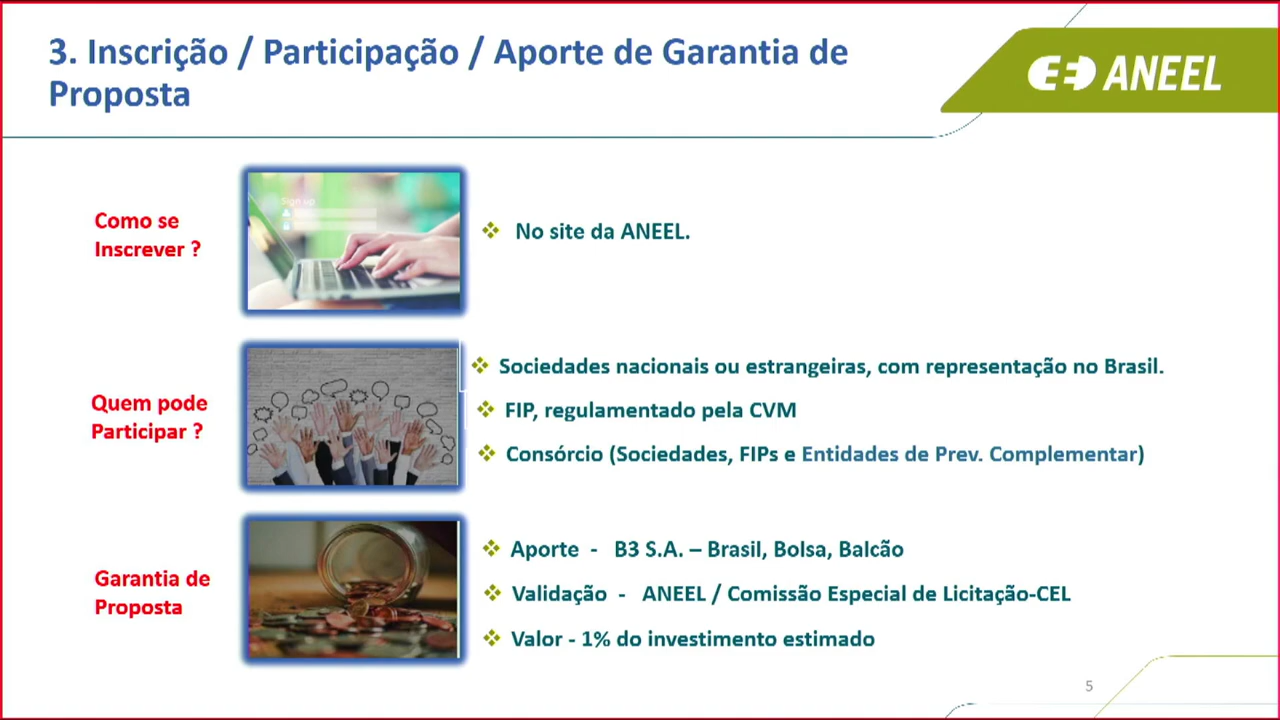 3. Inscrição / Participação / Aporte de Garantia de
Proposta
ANEEL
Como se
Inscrever ?
Sign up
No site da ANEEL.
Quem pode
Participar ?
Sociedades nacionais ou estrangeiras, com representação no Brasil.
FIP, regulamentado pela CVM
Consórcio (Sociedades, FIPs e Entidades de Prev. Complementar)
Garantia de
Proposta
Aporte - B3 S.A. – Brasil, Bolsa, Balcão
Validação - ANEEL / Comissão Especial de Licitação-CEL
Valor - 1% do investimento estimado
5